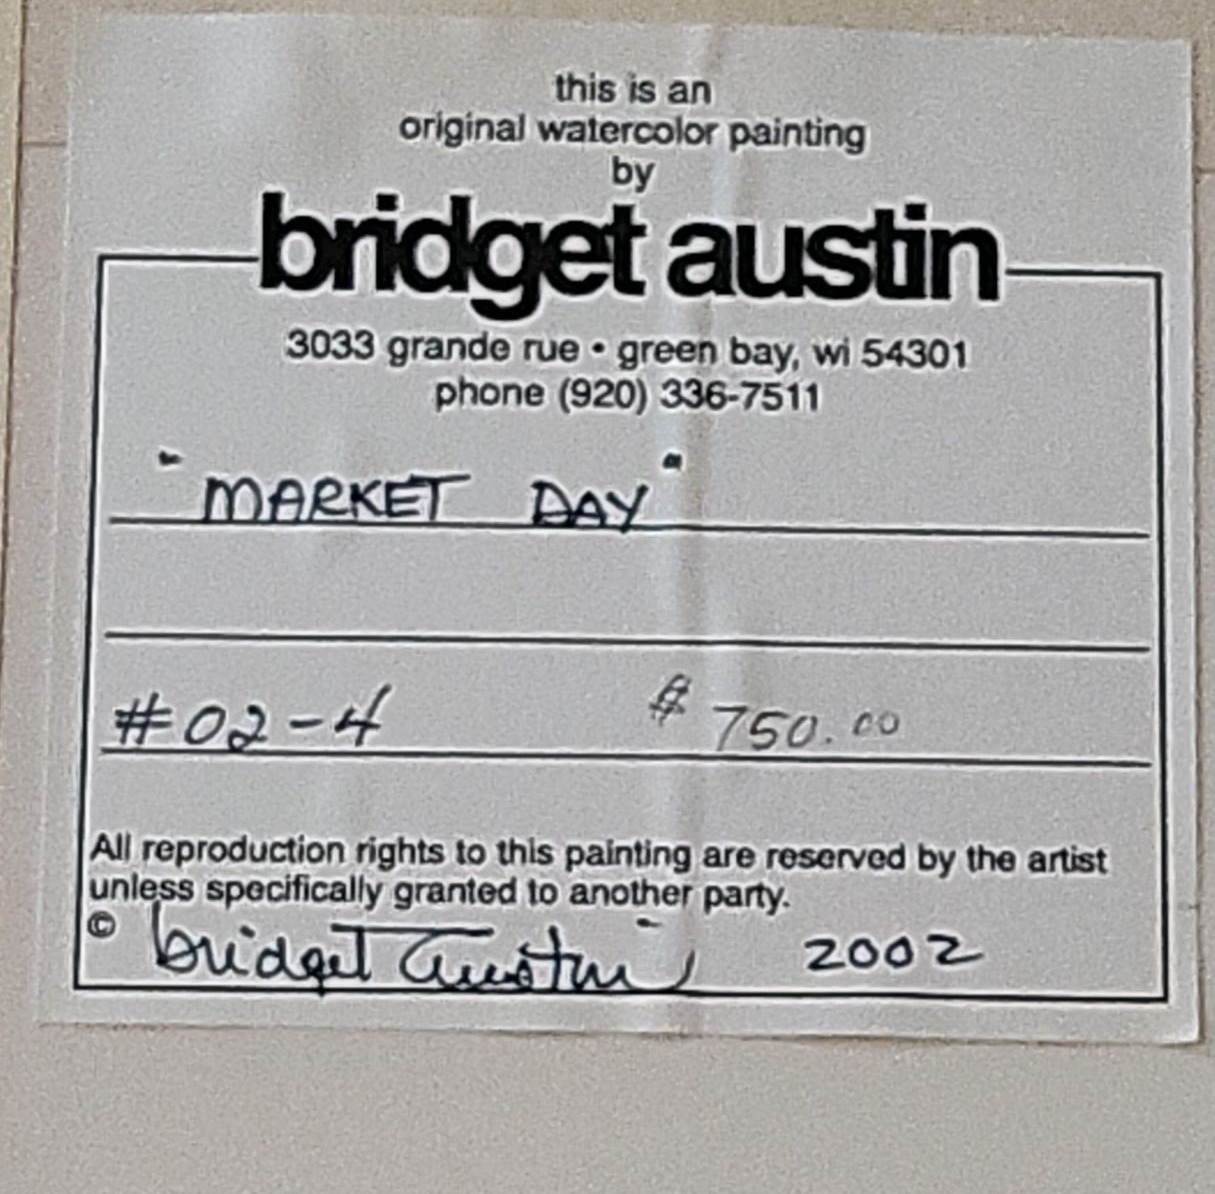 this is an
original watercolor painting
by
bridget austin
3033 grande rue • green bay, wi 54301
phone (920) 336-7511
"MARKET DAY"
#02-4 $750.00
All reproduction rights to this painting are reserved by the artist
unless specifically granted to another party.
© bridget Austin 2002